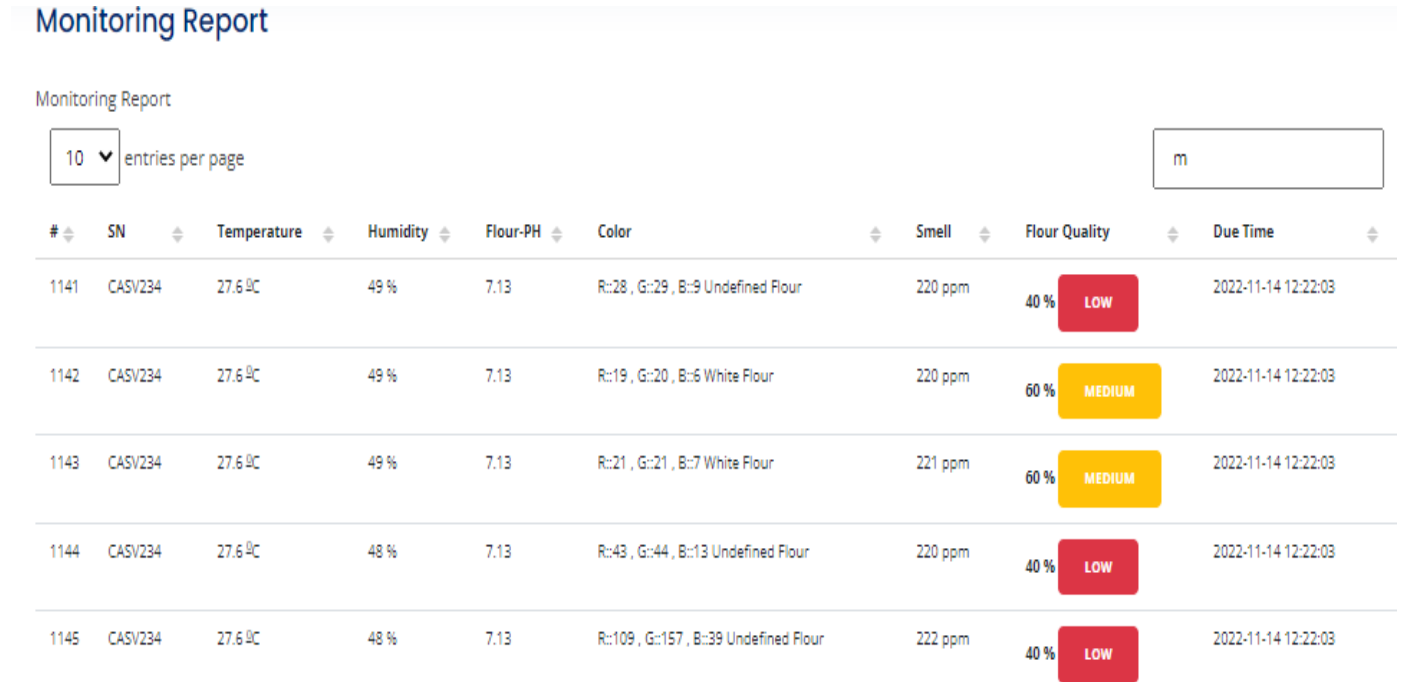 Monitoring Report
Monitoring Report
10 entries per page
m
# SN Temperature Humidity Flour-PH Color Smell Flour Quality Due Time
1141 CASV234 27.6 ºC 49 % 7.13 R::28 , G::29 , B::9 Undefined Flour 220 ppm 40 % LOW 2022-11-14 12:22:03
1142 CASV234 27.6 ºC 49 % 7.13 R::19 , G::20 , B::6 White Flour 220 ppm 60 % MEDIUM 2022-11-14 12:22:03
1143 CASV234 27.6 ºC 49 % 7.13 R::21 , G::21 , B::7 White Flour 221 ppm 60 % MEDIUM 2022-11-14 12:22:03
1144 CASV234 27.6 ºC 48 % 7.13 R::43 , G::44 , B::13 Undefined Flour 220 ppm 40 % LOW 2022-11-14 12:22:03
1145 CASV234 27.6 ºC 48 % 7.13 R::109 , G::157 , B::39 Undefined Flour 222 ppm 40 % LOW 2022-11-14 12:22:03